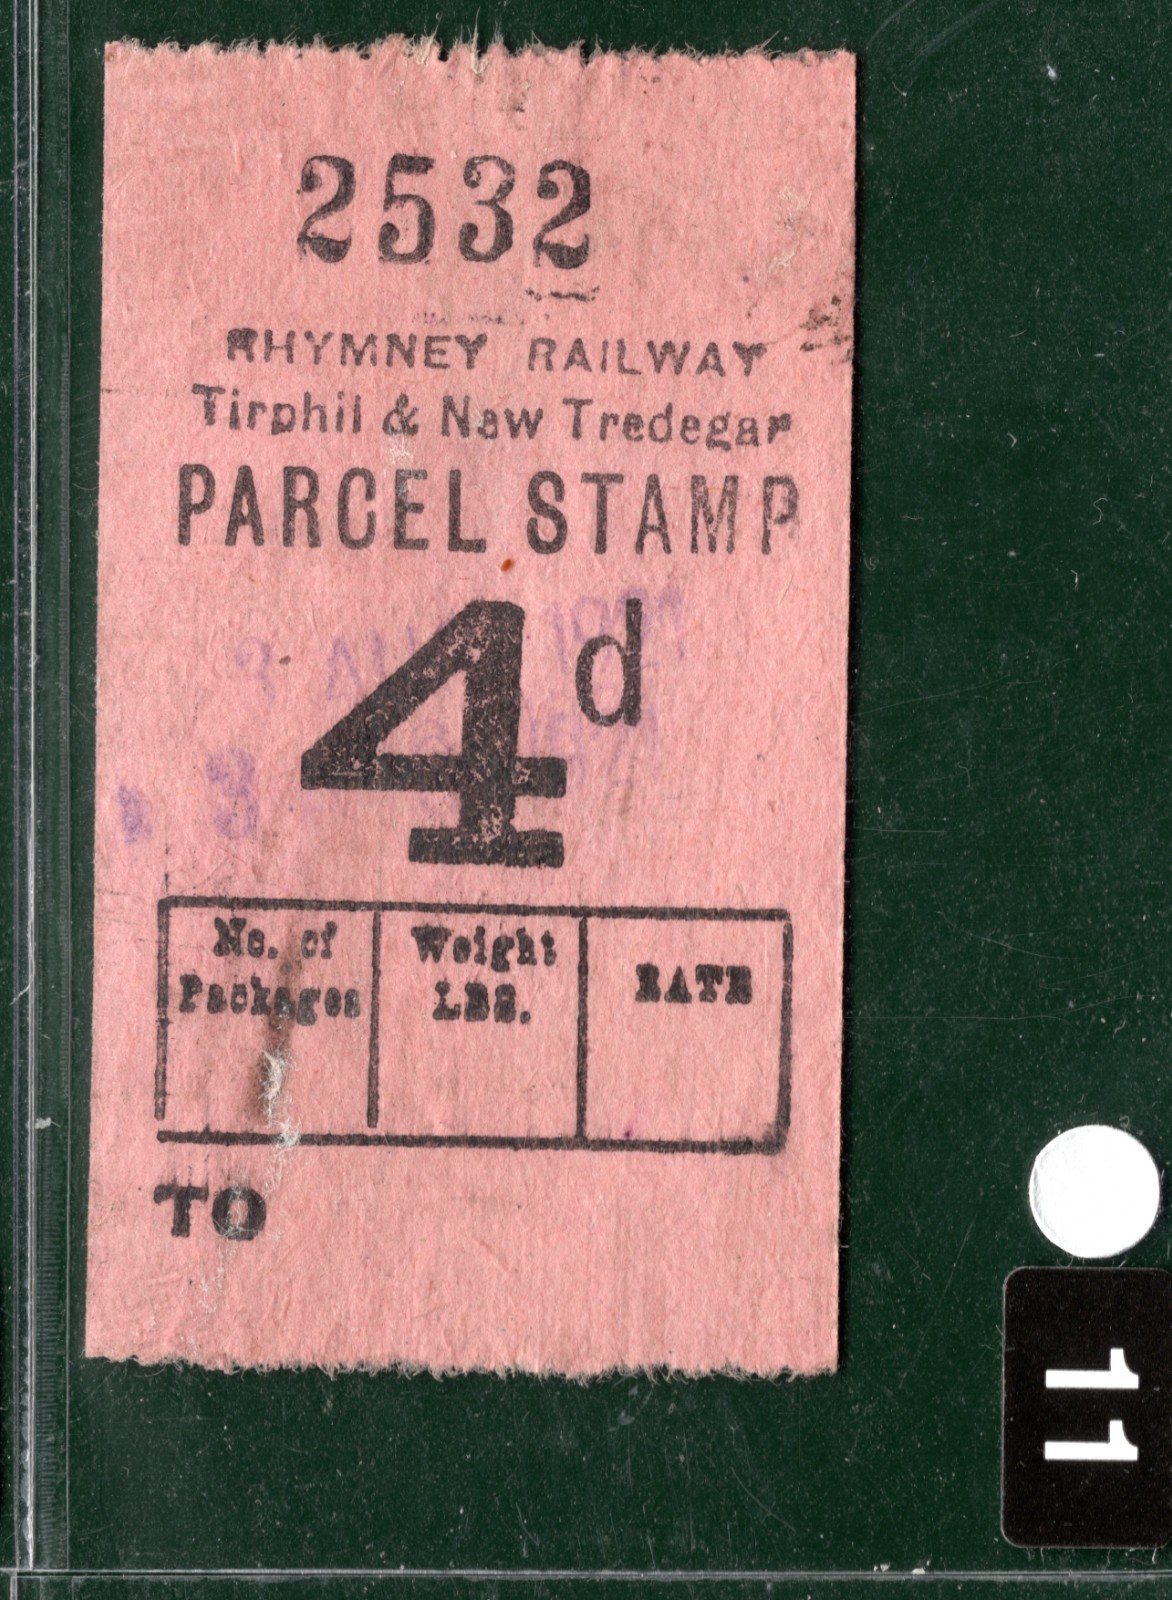 2532
RHYMNEY RAILWAY
Tirphil & New Tredegar
PARCEL STAMP
4d
No. of Packages
Weight LBS.
RATE
TO
11